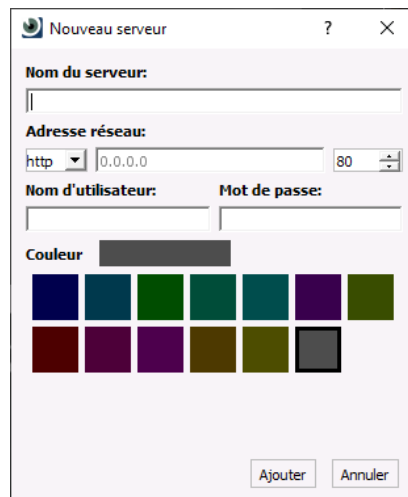 Nouveau serveur ?
Nom du serveur:
Adresse réseau:
http 0.0.0.0 80
Nom d'utilisateur: Mot de passe:
Couleur
Ajouter Annuler